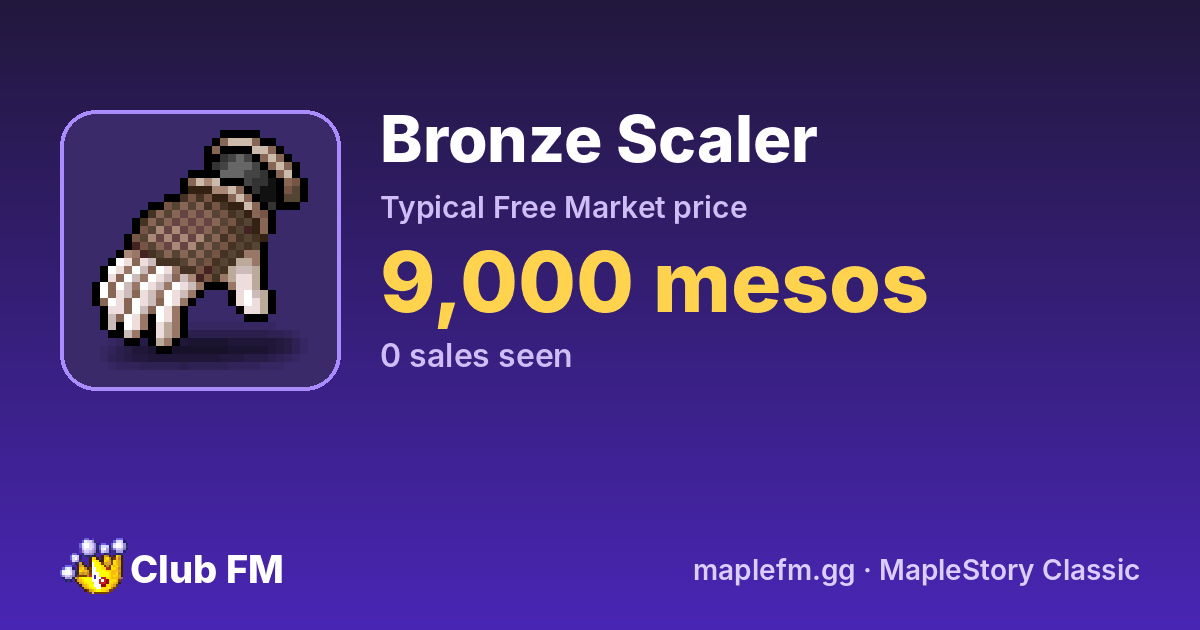 Bronze Scaler
Typical Free Market price
9,000 mesos
0 sales seen
Club FM
maplefm.gg · MapleStory Classic